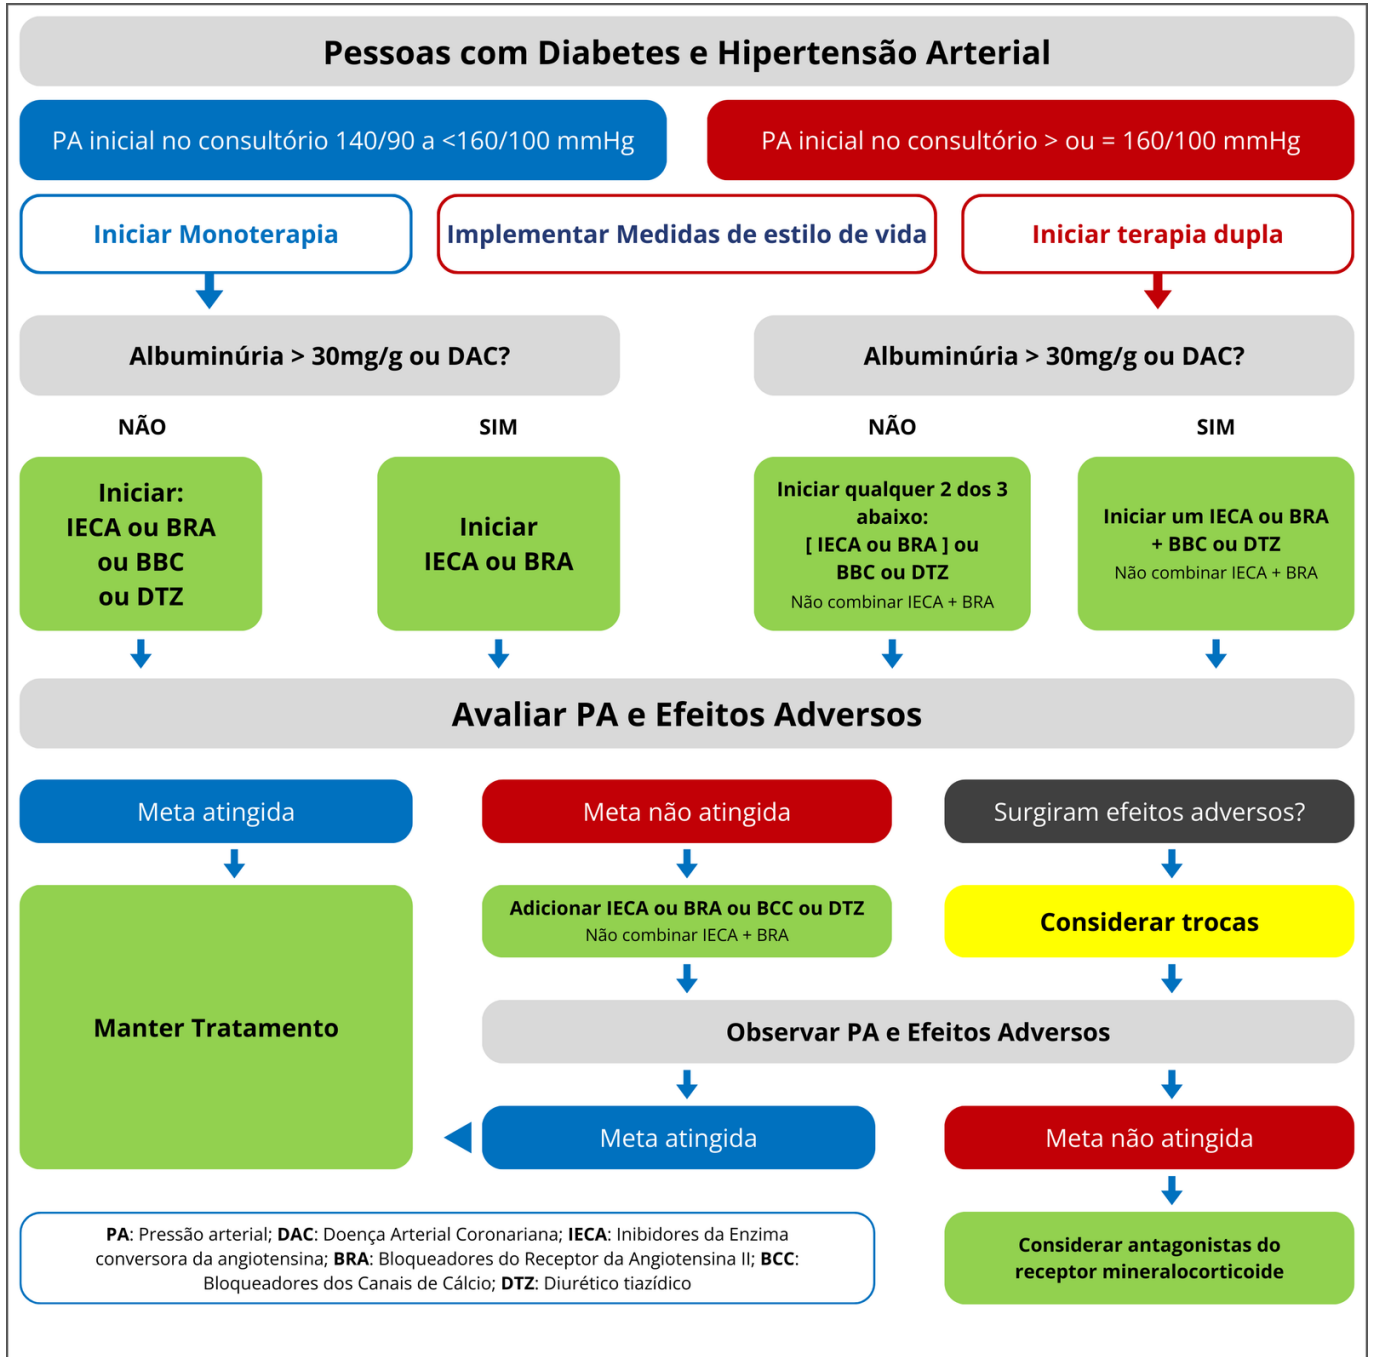 Pessoas com Diabetes e Hipertensão Arterial
PA inicial no consultório 140/90 a <160/100 mmHg
PA inicial no consultório > ou = 160/100 mmHg
Iniciar Monoterapia
Implementar Medidas de estilo de vida
Iniciar terapia dupla
Albuminúria > 30mg/g ou DAC?
Albuminúria > 30mg/g ou DAC?
NÃO
SIM
NÃO
SIM
Iniciar:
IECA ou BRA
ou BBC
ou DTZ
Iniciar
IECA ou BRA
Iniciar qualquer 2 dos 3
abaixo:
[ IECA ou BRA ] ou
BBC ou DTZ
Não combinar IECA + BRA
Iniciar um IECA ou BRA
+ BBC ou DTZ
Não combinar IECA + BRA
Avaliar PA e Efeitos Adversos
Meta atingida
Meta não atingida
Surgiram efeitos adversos?
Adicionar IECA ou BRA ou BCC ou DTZ
Não combinar IECA + BRA
Considerar trocas
Manter Tratamento
Observar PA e Efeitos Adversos
Meta atingida
Meta não atingida
PA: Pressão arterial; DAC: Doença Arterial Coronariana; IECA: Inibidores da Enzima
conversora da angiotensina; BRA: Bloqueadores do Receptor da Angiotensina II; BCC:
Bloqueadores dos Canais de Cálcio; DTZ: Diurético tiazídico
Considerar antagonistas do
receptor mineralocorticoide